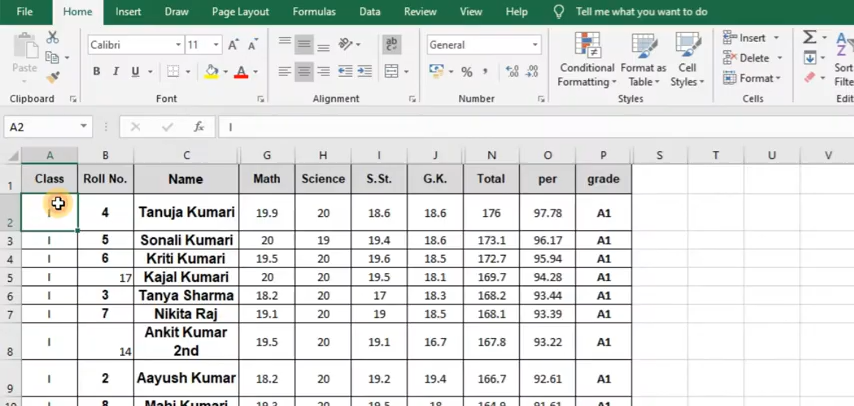 File Home Insert Draw Page Layout Formulas Data Review View Help Tell me what you want to do
Calibri 11 A A ab General Insert
Paste B I U A % , .00 Conditional Formatting Format as Table Cell Styles Delete Sort
Format Filte
Clipboard Font Alignment Number Styles Cells Edi
A2 fx I
A B C G H I J N O P S T U V
1 Class Roll No. Name Math Science S.St. G.K. Total per grade
2 I 4 Tanuja Kumari 19.9 20 18.6 18.6 176 97.78 A1
3 I 5 Sonali Kumari 20 19 19.4 18.6 173.1 96.17 A1
4 I 6 Kriti Kumari 19.5 20 19.6 18.5 172.7 95.94 A1
5 I 17 Kajal Kumari 20 20 19.5 18.1 169.7 94.28 A1
6 I 3 Tanya Sharma 18.2 20 17 18.3 168.2 93.44 A1
7 I 7 Nikita Raj 19.1 20 19 18.5 168.1 93.39 A1
8 I 14 Ankit Kumar 2nd 19.5 20 19.1 16.7 167.8 93.22 A1
9 I 2 Aayush Kumar 18.2 20 19.2 19.4 166.7 92.61 A1